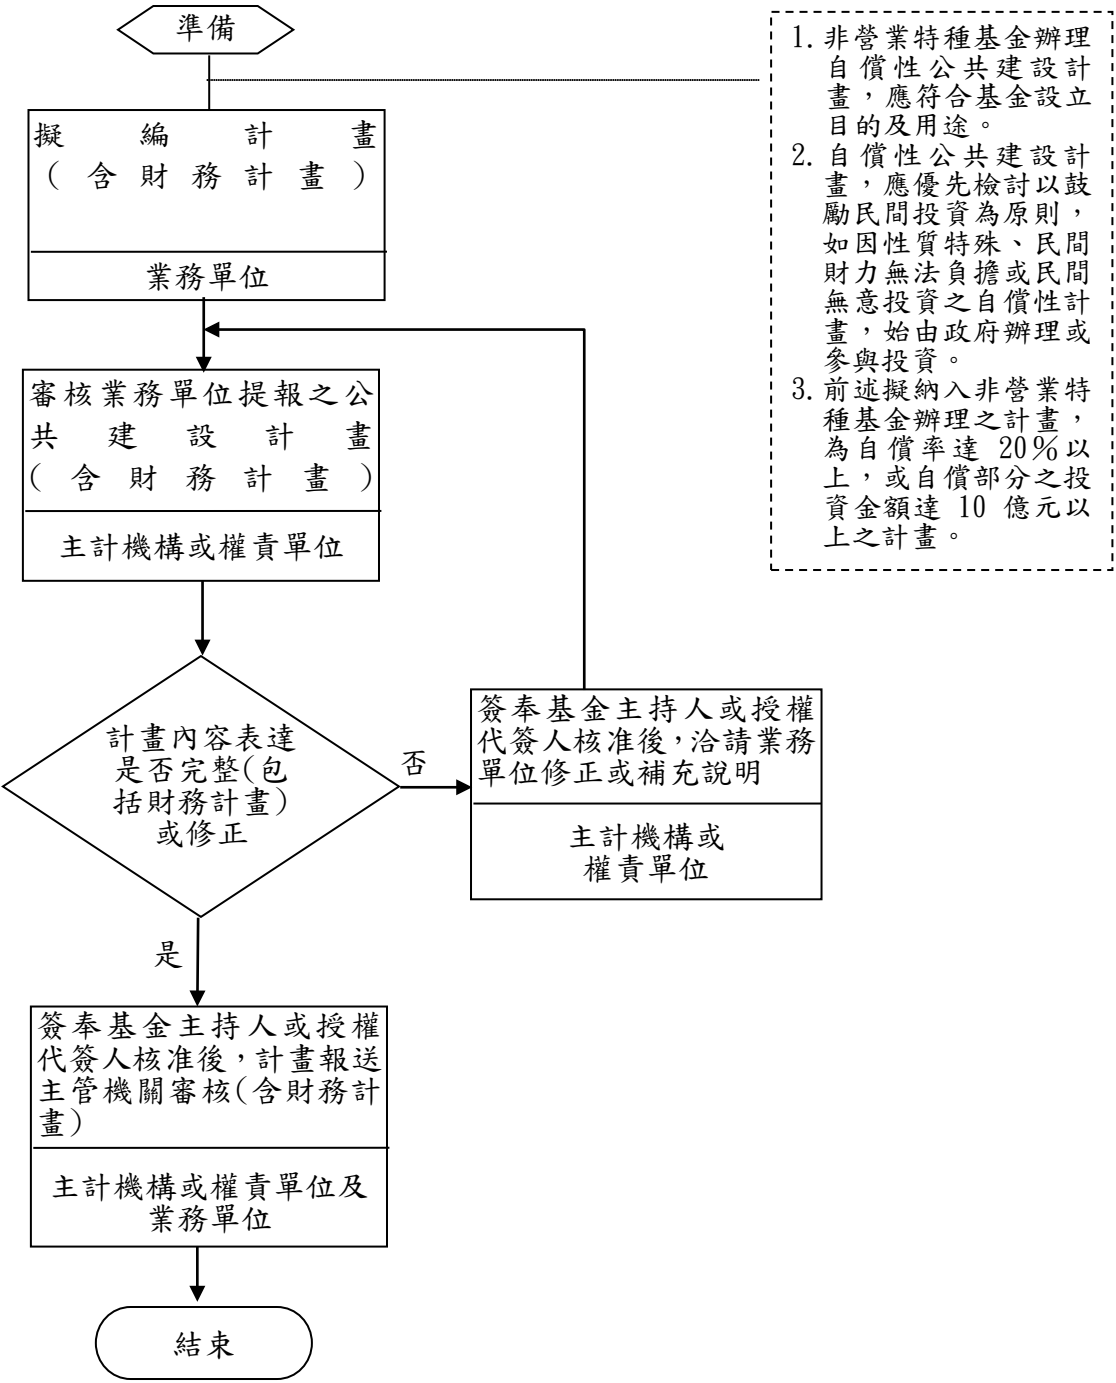 準備
擬編計畫
(含財務計畫)
業務單位
審核業務單位提報之公
共建設計畫
(含財務計畫)
主計機構或權責單位
計畫內容表達
是否完整(包
括財務計畫)
或修正
否
簽奉基金主持人或授權
代簽人核准後，洽請業務
單位修正或補充說明
主計機構或
權責單位
是
簽奉基金主持人或授權
代簽人核准後，計畫報送
主管機關審核(含財務計
畫)
主計機構或權責單位及
業務單位
結束
1. 非營業特種基金辦理
自償性公共建設計
畫，應符合基金設立
目的及用途。
2. 自償性公共建設計
畫，應優先檢討以鼓
勵民間投資為原則，
如因性質特殊、民間
財力無法負擔或民間
無意投資之自償性計
畫，始由政府辦理或
參與投資。
3. 前述擬納入非營業特
種基金辦理之計畫，
為自償率達 20％以
上，或自償部分之投
資金額達 10 億元以
上之計畫。